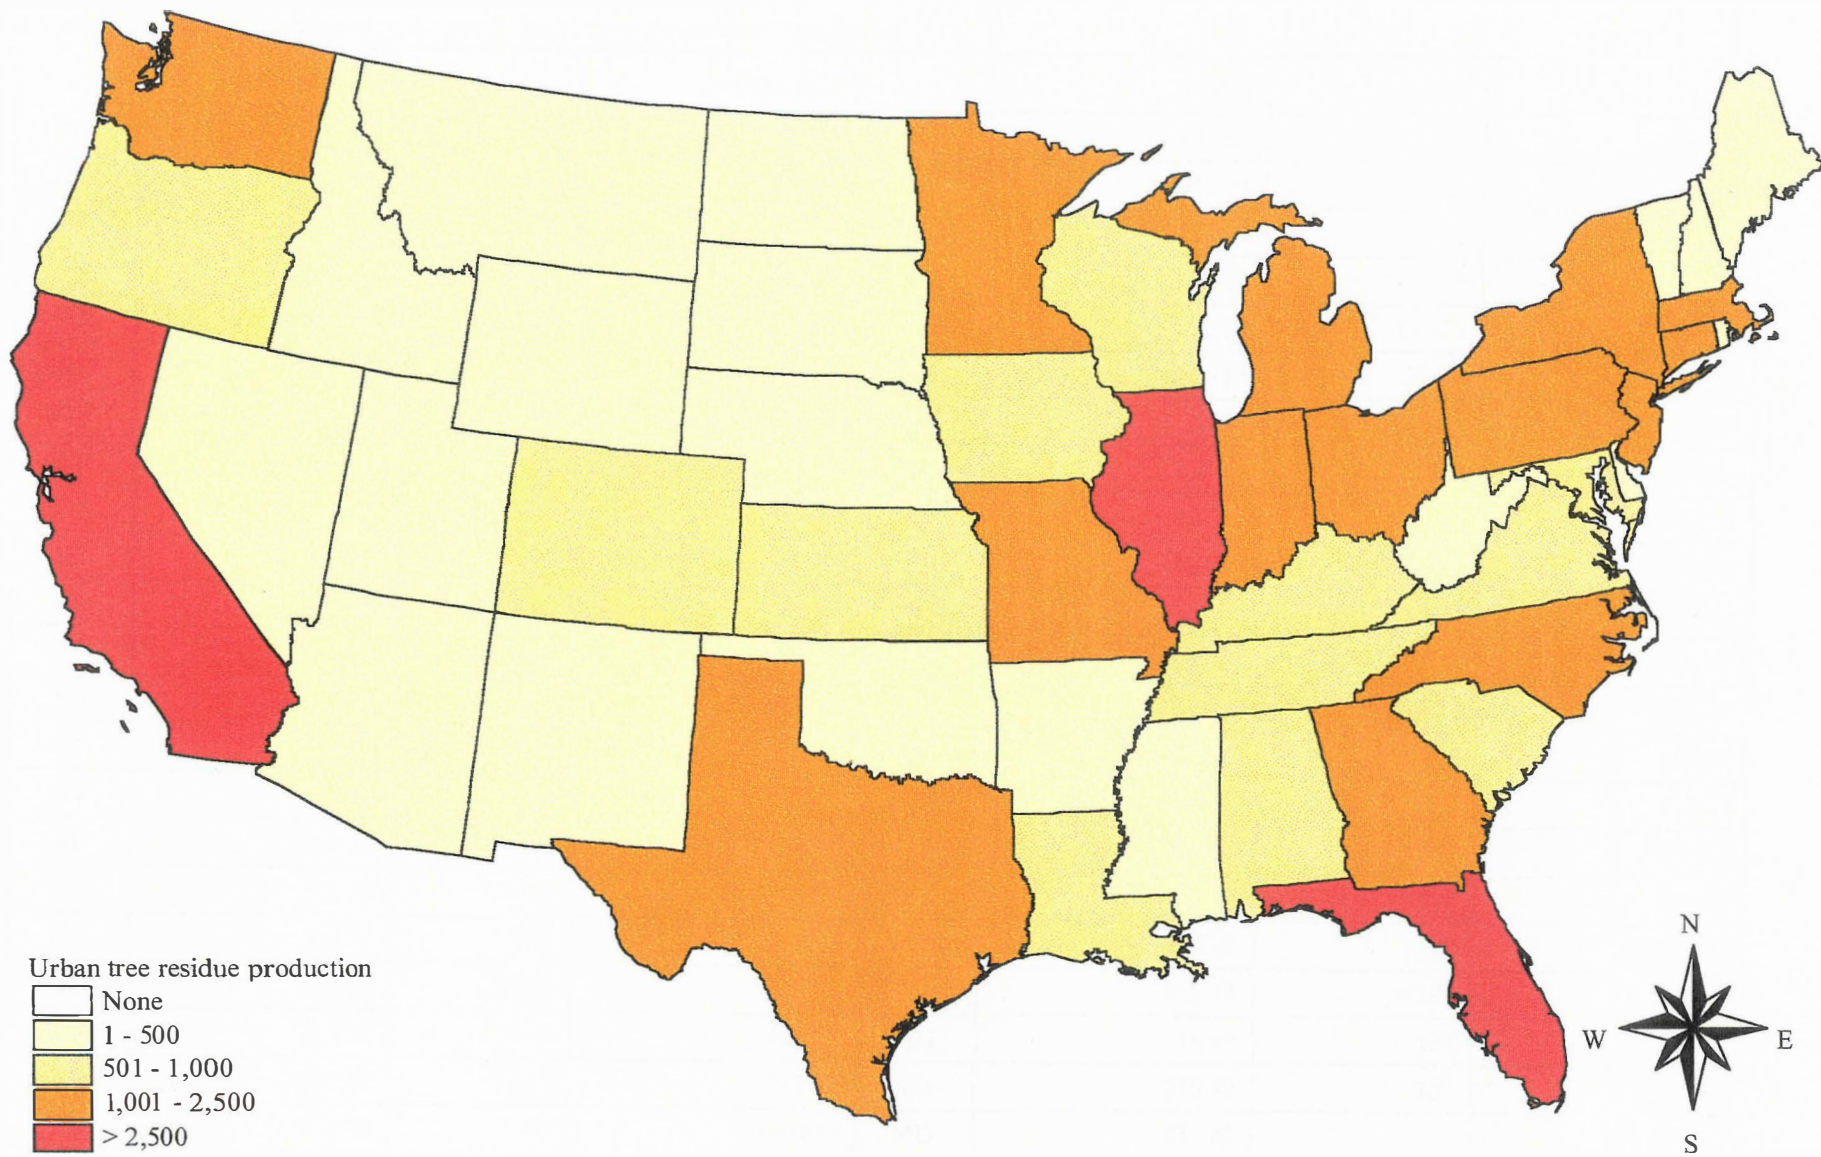 Urban tree residue production
None
1 - 500
501 - 1,000
1,001 - 2,500
> 2,500
N
W
E
S